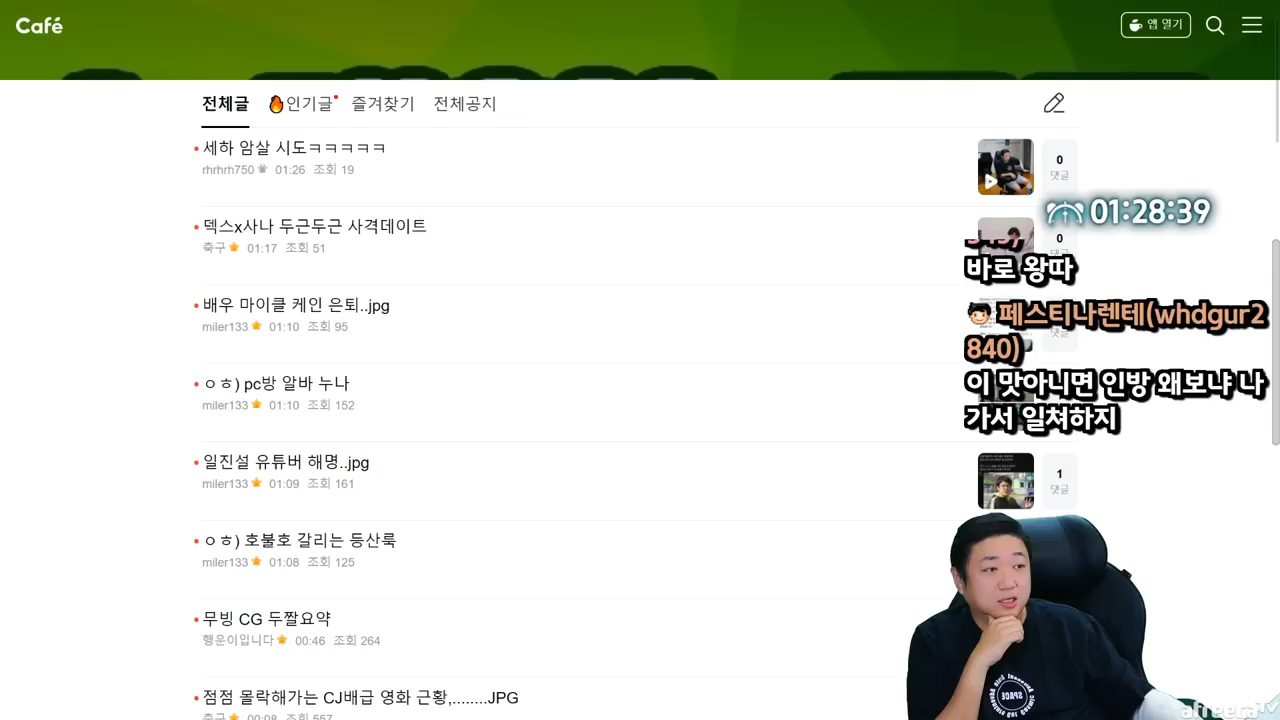 Café
앱 열기
전체글 인기글 즐겨찾기 전체공지
세하 암살 시도ㅋㅋㅋㅋㅋ
rhrhrh750 01:26 조회 19
0
댓글
01:28:39
덱스x사나 두근두근 사격데이트
축구 01:17 조회 51
0
바로 왕따
배우 마이클 케인 은퇴..jpg
miler133 01:10 조회 95
페스티나렌테(whdgur2
840)
이 맛아니면 인방 왜보냐 나
가서 일쳐하지
ㅇㅎ) pc방 알바 누나
miler133 01:10 조회 152
일진설 유튜버 해명..jpg
miler133 01:09 조회 161
1
댓글
ㅇㅎ) 호불호 갈리는 등산룩
miler133 01:08 조회 125
무빙 CG 두짤요약
행운이입니다 00:46 조회 264
점점 몰락해가는 CJ배급 영화 근황,........JPG
축구 00:08 조회 557
afreecaTV